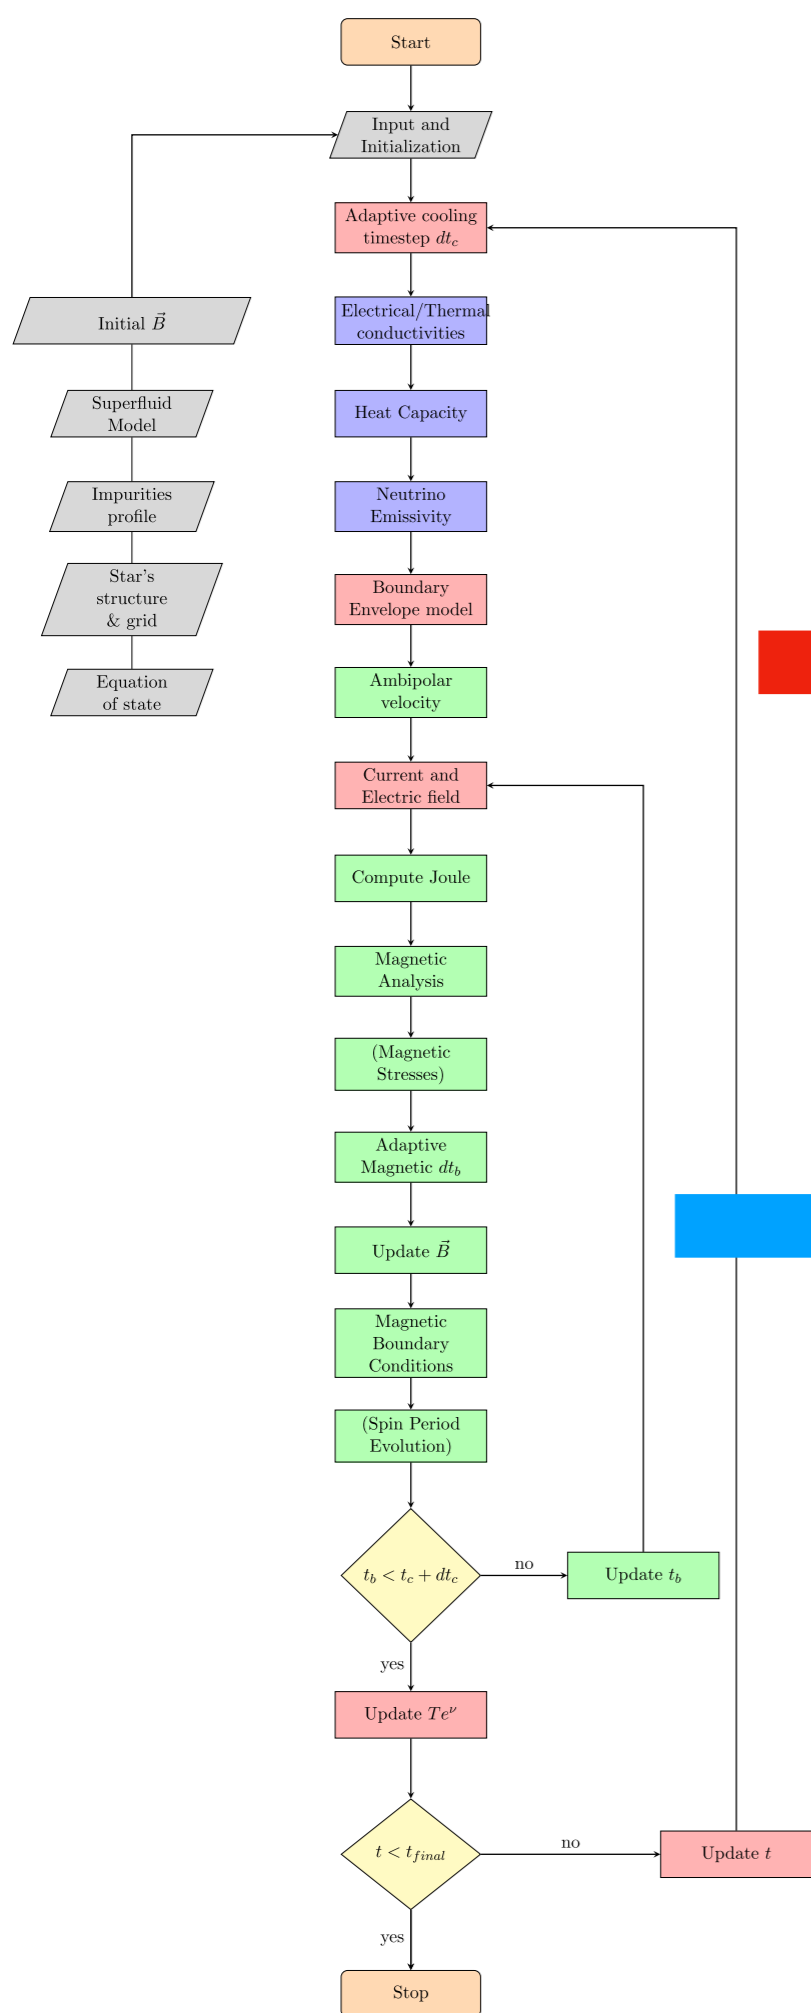 Start
Input and
Initialization
Adaptive cooling
timestep $dt_c$
Initial $\vec{B}$
Superfluid
Model
Impurities
profile
Star's
structure
& grid
Equation
of state
Electrical/Thermal
conductivities
Heat Capacity
Neutrino
Emissivity
Boundary
Envelope model
Ambipolar
velocity
Current and
Electric field
Compute Joule
Magnetic
Analysis
(Magnetic
Stresses)
Adaptive
Magnetic $dt_b$
Update $\vec{B}$
Magnetic
Boundary
Conditions
(Spin Period
Evolution)
$t_b < t_c + dt_c$
no
Update $t_b$
yes
Update $Te^{\nu}$
$t < t_{final}$
no
Update $t$
yes
Stop